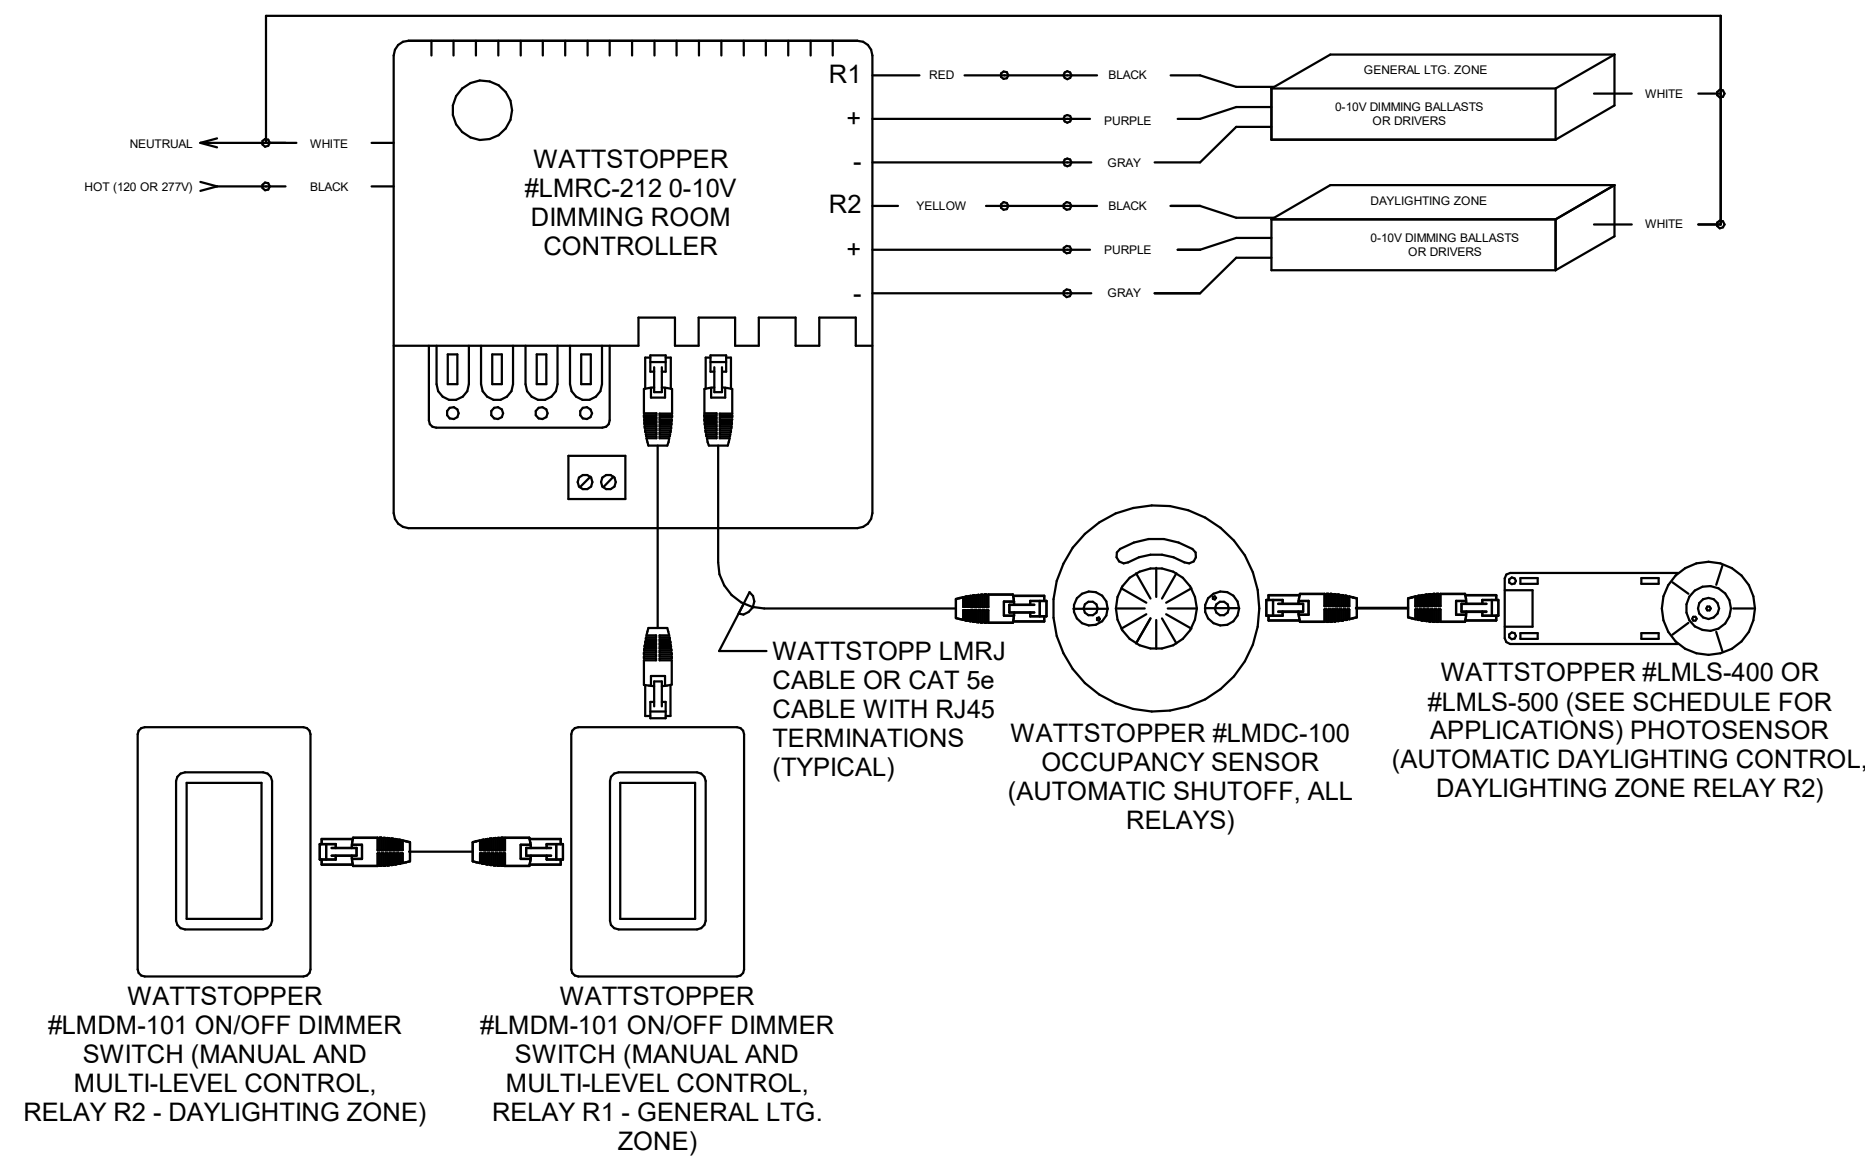 R1
RED
BLACK
GENERAL LTG. ZONE
0-10V DIMMING BALLASTS
OR DRIVERS
WHITE
+
PURPLE
-
GRAY
NEUTRUAL
WHITE
HOT (120 OR 277V)
BLACK
WATTSTOPPER
#LMRC-212 0-10V
DIMMING ROOM
CONTROLLER
R2
YELLOW
BLACK
DAYLIGHTING ZONE
0-10V DIMMING BALLASTS
OR DRIVERS
WHITE
+
PURPLE
-
GRAY
WATTSTOPP LMRJ
CABLE OR CAT 5e
CABLE WITH RJ45
TERMINATIONS
(TYPICAL)
WATTSTOPPER #LMDC-100
OCCUPANCY SENSOR
(AUTOMATIC SHUTOFF, ALL
RELAYS)
WATTSTOPPER #LMLS-400 OR
#LMLS-500 (SEE SCHEDULE FOR
APPLICATIONS) PHOTOSENSOR
(AUTOMATIC DAYLIGHTING CONTROL,
DAYLIGHTING ZONE RELAY R2)
WATTSTOPPER
#LMDM-101 ON/OFF DIMMER
SWITCH (MANUAL AND
MULTI-LEVEL CONTROL,
RELAY R2 - DAYLIGHTING ZONE)
WATTSTOPPER
#LMDM-101 ON/OFF DIMMER
SWITCH (MANUAL AND
MULTI-LEVEL CONTROL,
RELAY R1 - GENERAL LTG.
ZONE)